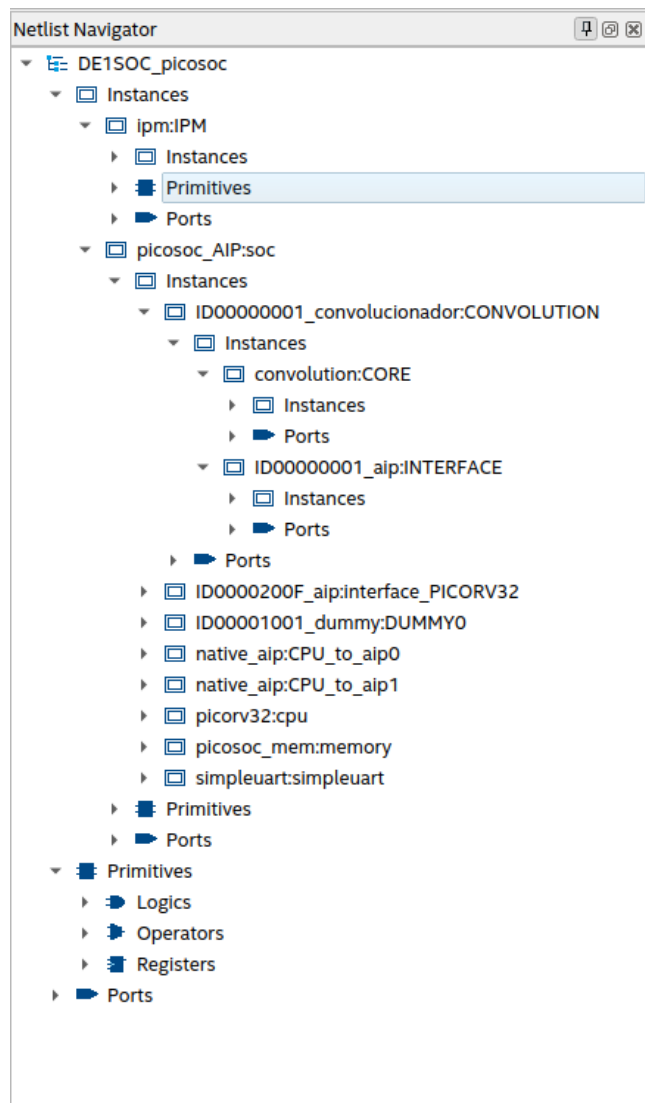 Netlist Navigator
DE1SOC_picosoc
Instances
ipm:IPM
Instances
Primitives
Ports
picosoc_AIP:soc
Instances
ID00000001_convolucionador:CONVOLUTION
Instances
convolution:CORE
Instances
Ports
ID00000001_aip:INTERFACE
Instances
Ports
Ports
ID0000200F_aip:interface_PICORV32
ID00001001_dummy:DUMMY0
native_aip:CPU_to_aip0
native_aip:CPU_to_aip1
picorv32:cpu
picosoc_mem:memory
simpleuart:simpleuart
Primitives
Ports
Primitives
Logics
Operators
Registers
Ports